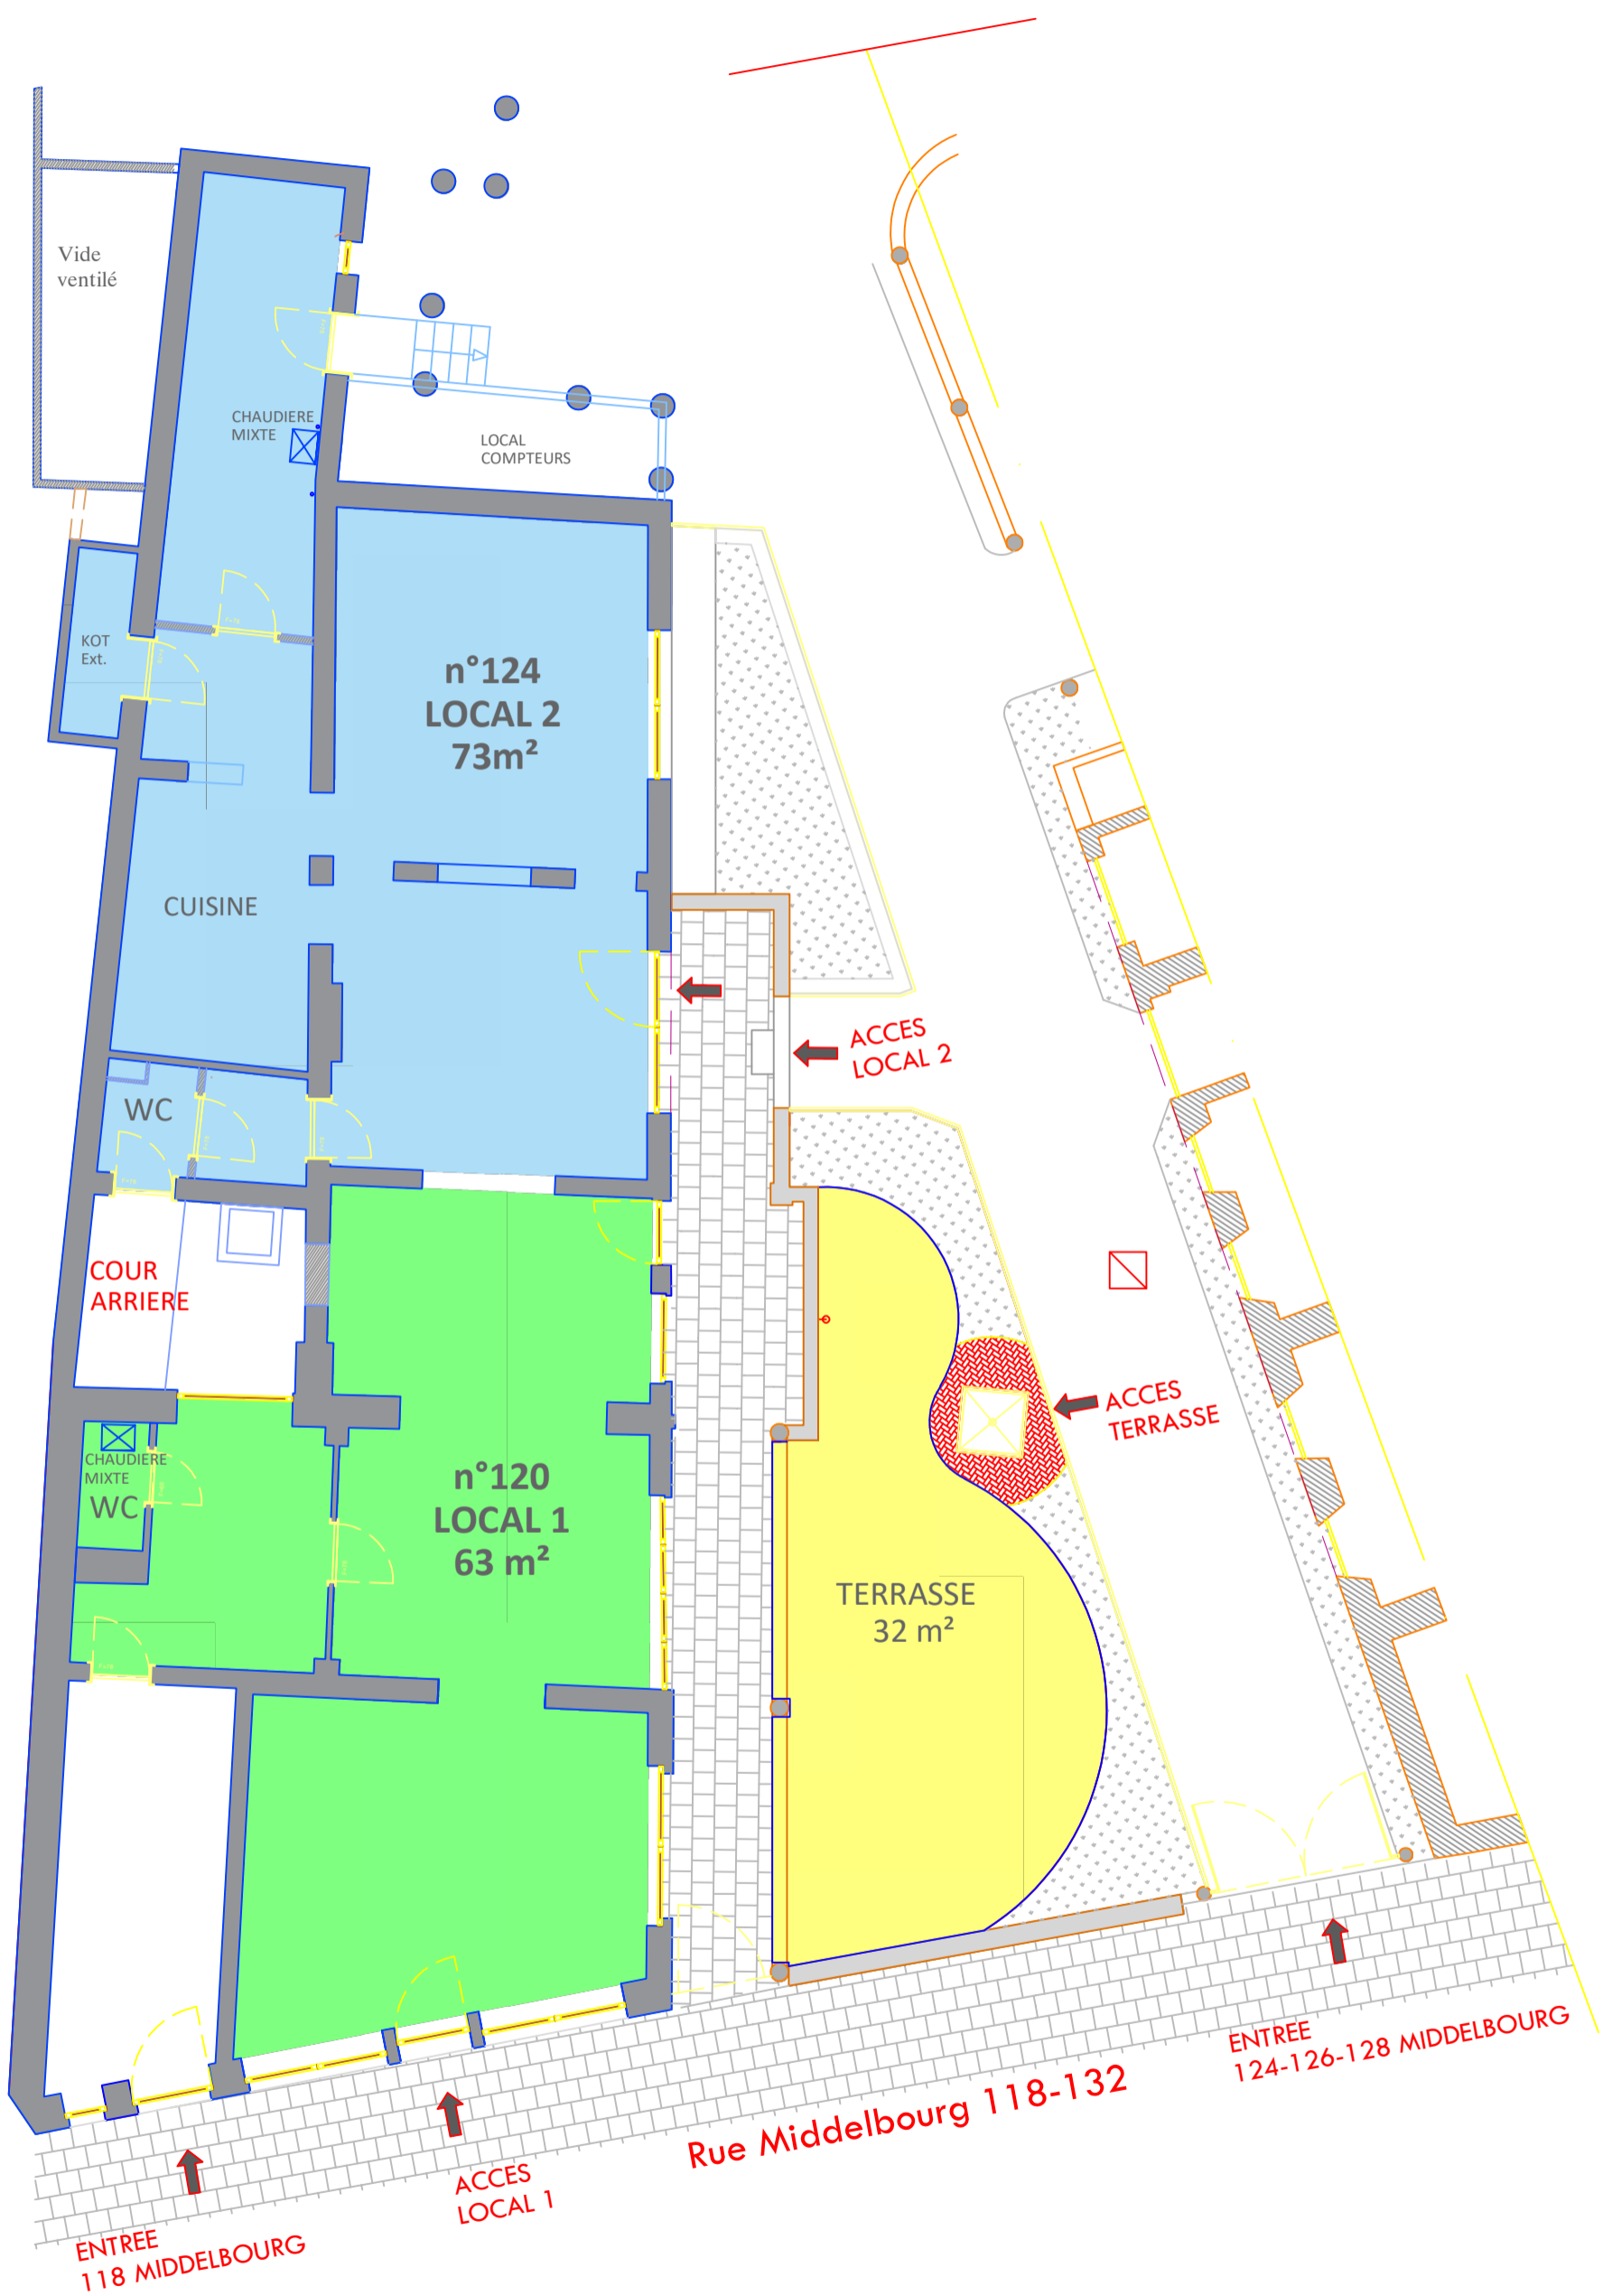 Vide
ventilé
CHAUDIERE
MIXTE
LOCAL
COMPTEURS
KOT
Ext.
n°124
LOCAL 2
73m²
CUISINE
ACCES
LOCAL 2
WC
COUR
ARRIERE
ACCES
TERRASSE
CHAUDIERE
MIXTE
WC
n°120
LOCAL 1
63 m²
TERRASSE
32 m²
ENTREE
124-126-128 MIDDELBOURG
Rue Middelbourg 118-132
ACCES
LOCAL 1
ENTREE
118 MIDDELBOURG